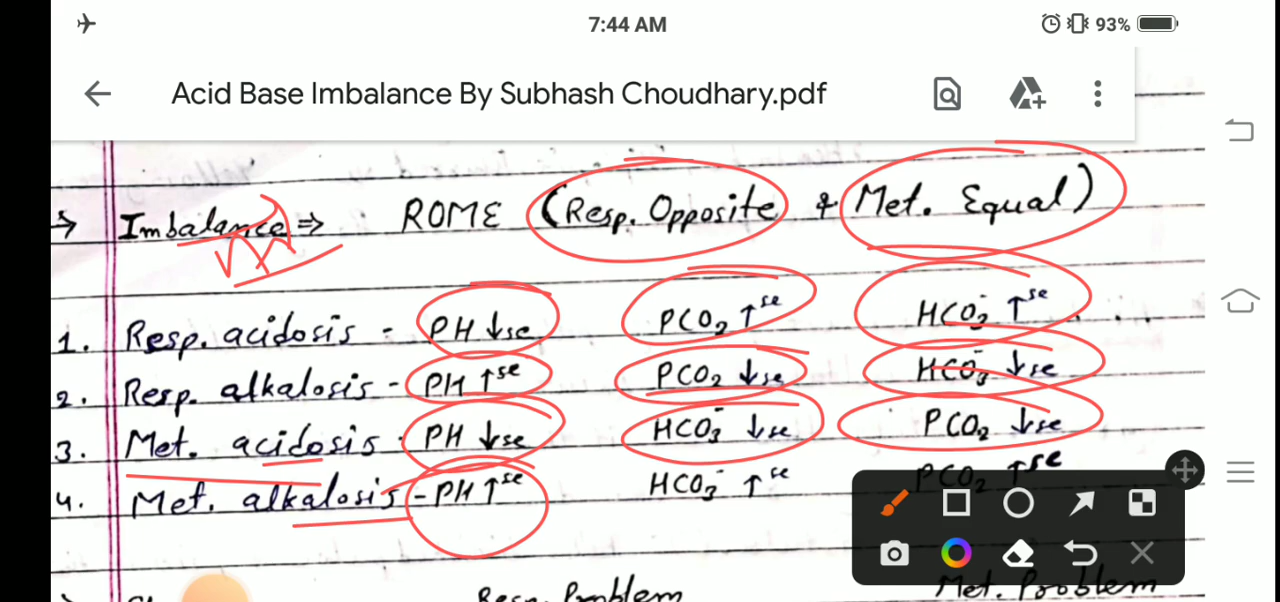 7:44 AM
93%
Acid Base Imbalance By Subhash Choudhary.pdf
→ Imbalance ⇒ ROME (Resp. Opposite & Met. Equal)
1. Resp. acidosis - PH ↓se PCO₂ ↑se HCO₃⁻ ↑se
2. Resp. alkalosis - PH ↑se PCO₂ ↓se HCO₃⁻ ↓se
3. Met. acidosis - PH ↓se HCO₃⁻ ↓se PCO₂ ↓se
4. Met. alkalosis - PH ↑se HCO₃⁻ ↑se PCO₂ ↑se
Resp. Problem Met. Problem